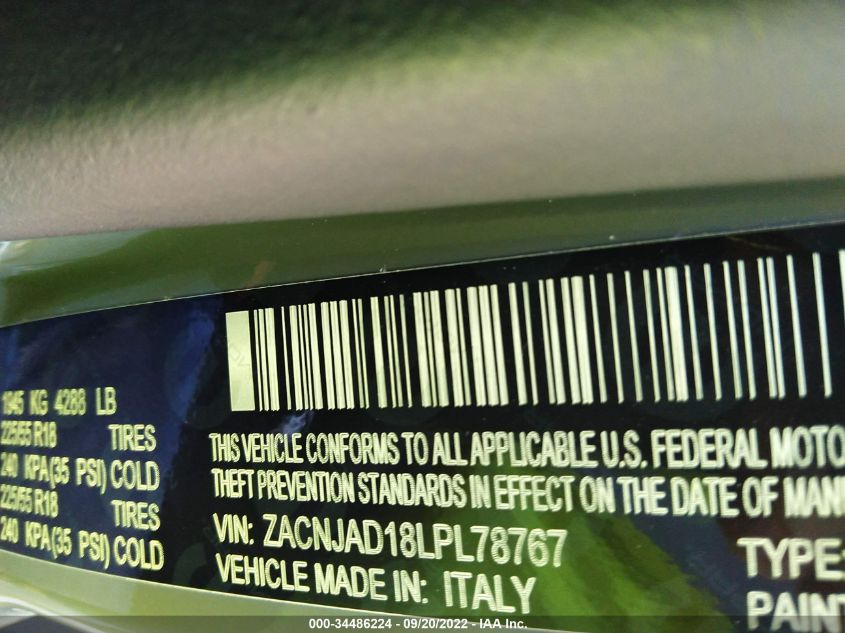 1945 KG 4288 LB
225/55 R18 TIRES
240 KPA(35 PSI) COLD
225/55 R18 TIRES
240 KPA(35 PSI) COLD
THIS VEHICLE CONFORMS TO ALL APPLICABLE U.S. FEDERAL MOTO
THEFT PREVENTION STANDARDS IN EFFECT ON THE DATE OF MAN
VIN: ZACNJAD18LPL78767
VEHICLE MADE IN: ITALY
TYPE:
PAIN
000-34486224 - 09/20/2022 - IAA Inc.